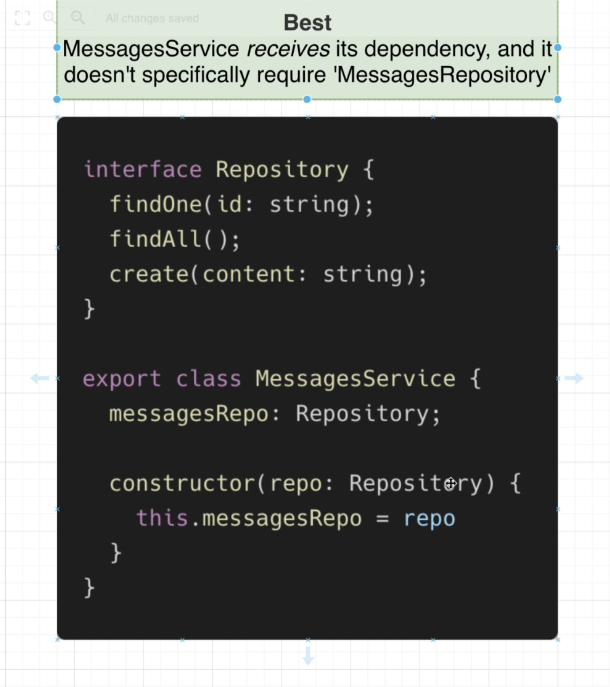 All changes saved
Best
MessagesService receives its dependency, and it
doesn't specifically require 'MessagesRepository'
interface Repository {
  findOne(id: string);
  findAll();
  create(content: string);
}
export class MessagesService {
  messagesRepo: Repository;
  constructor(repo: Repository) {
    this.messagesRepo = repo
  }
}